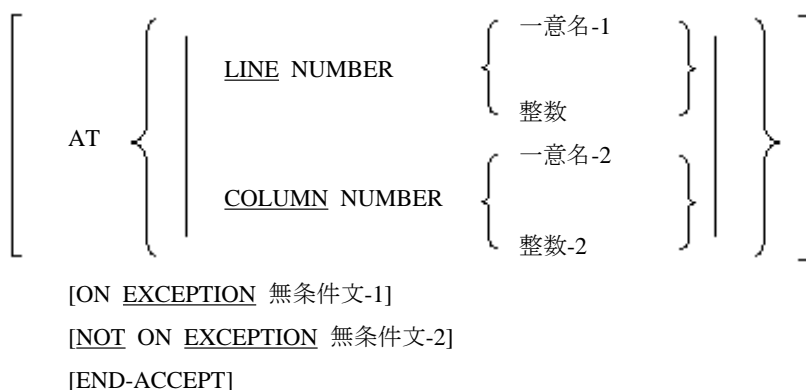 一意名-1
LINE NUMBER
整数
AT
一意名-2
COLUMN NUMBER
整数-2
[ON EXCEPTION 無条件文-1]
[NOT ON EXCEPTION 無条件文-2]
[END-ACCEPT]